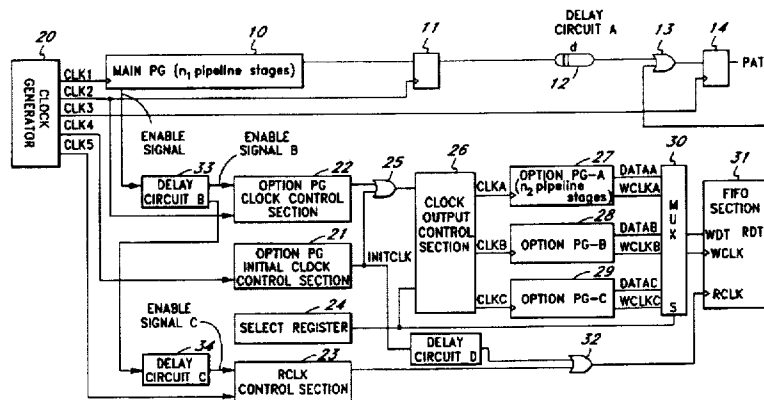 20
10
11
DELAY
CIRCUIT A
d
12
13
14
PAT
CLOCK
GENERATOR
CLK1
CLK2
CLK3
CLK4
CLK5
MAIN PG (n1 pipeline stages)
ENABLE
SIGNAL
ENABLE
SIGNAL B
33
DELAY
CIRCUIT B
22
OPTION PG
CLOCK CONTROL
SECTION
25
26
CLOCK
OUTPUT
CONTROL
SECTION
CLKA
CLKB
CLKC
27
OPTION PG-A
(n2 pipeline
stages)
DATAA
WCLKA
28
OPTION PG-B
DATAB
WCLKB
29
OPTION PG-C
DATAC
WCLKC
30
MUX
S
31
FIFO
SECTION
WDT RDT
WCLK
RCLK
21
OPTION PG
INITIAL CLOCK
CONTROL SECTION
INITCLK
24
SELECT REGISTER
ENABLE
SIGNAL C
34
DELAY
CIRCUIT C
23
RCLK
CONTROL SECTION
DELAY
CIRCUIT D
32